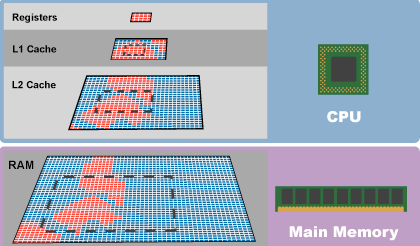 Registers
L1 Cache
L2 Cache
CPU
RAM
Main Memory